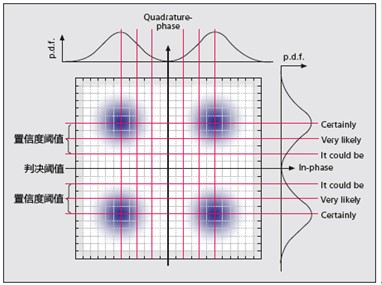 Quadrature-
phase
p.d.f.
p.d.f.
Certainly
置信度阈值
Very likely
It could be
判决阈值
In-phase
It could be
置信度阈值
Very likely
Certainly